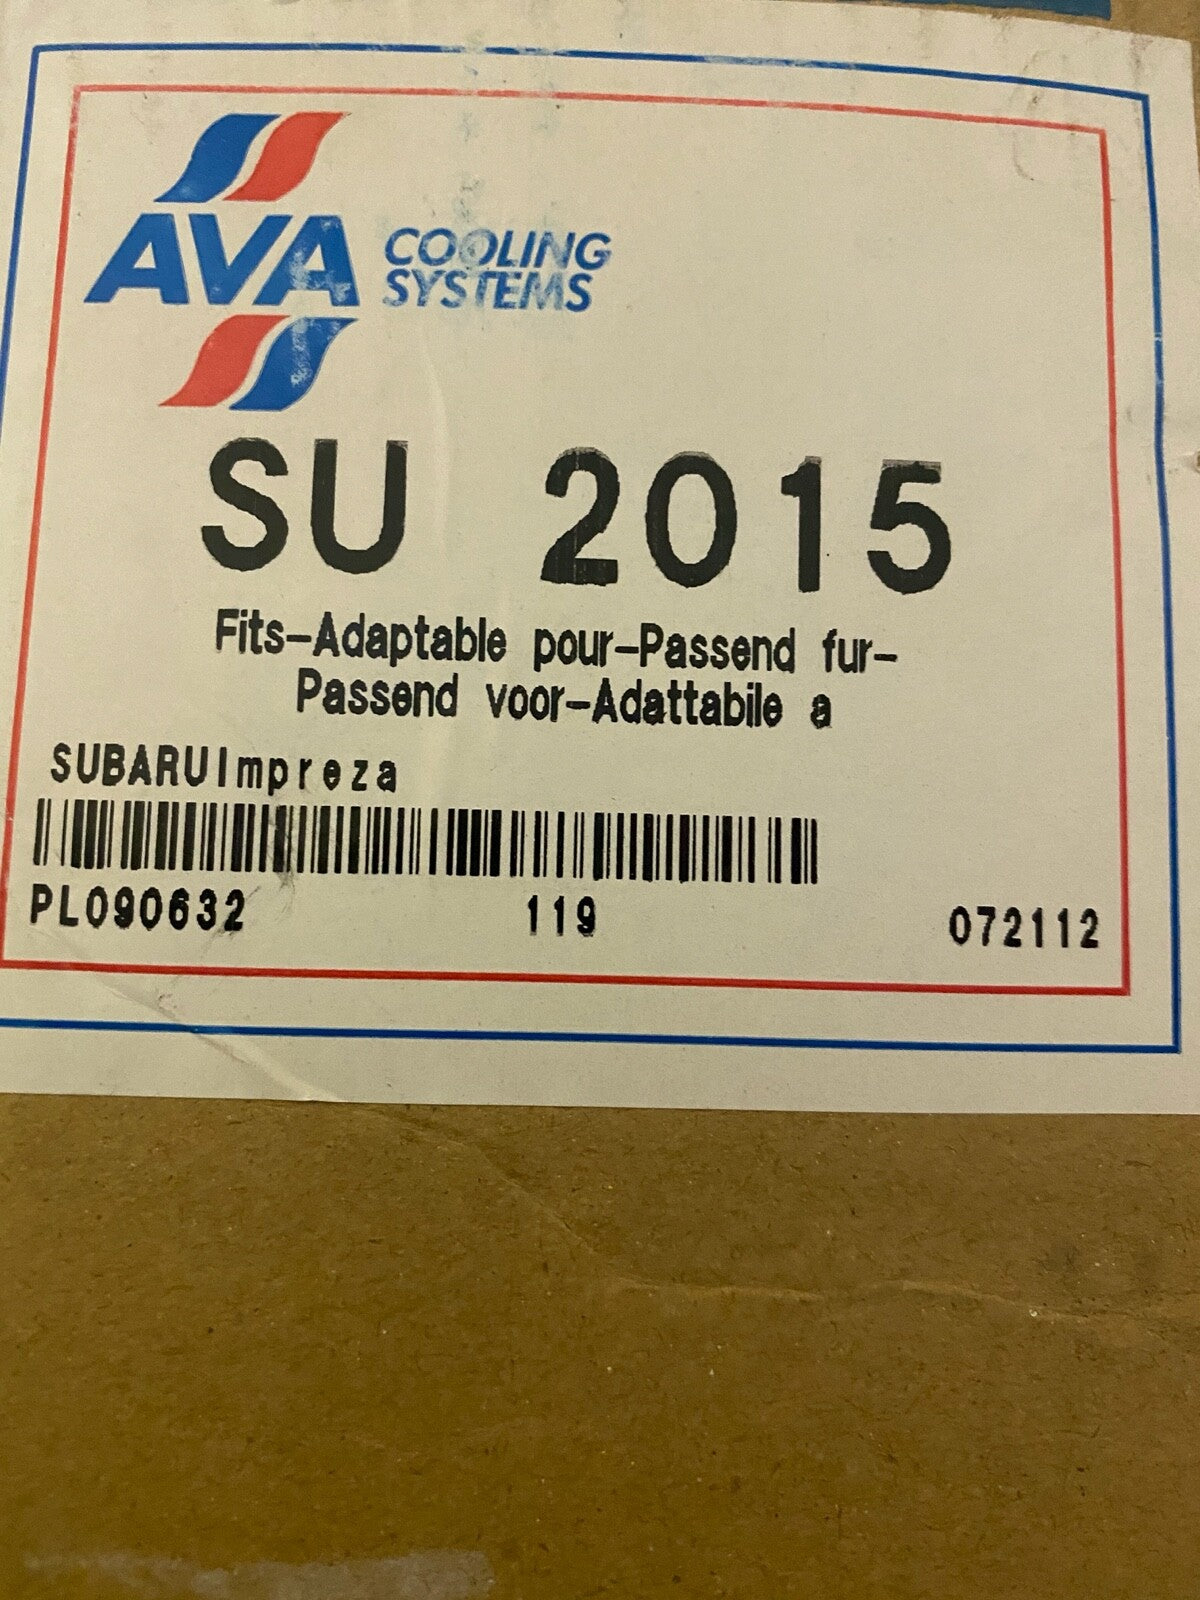 AVA COOLING
SYSTEMS
SU 2015
Fits-Adaptable pour-Passend fur-
Passend voor-Adattabile a
SUBARUImpreza
PL090632 119 072112